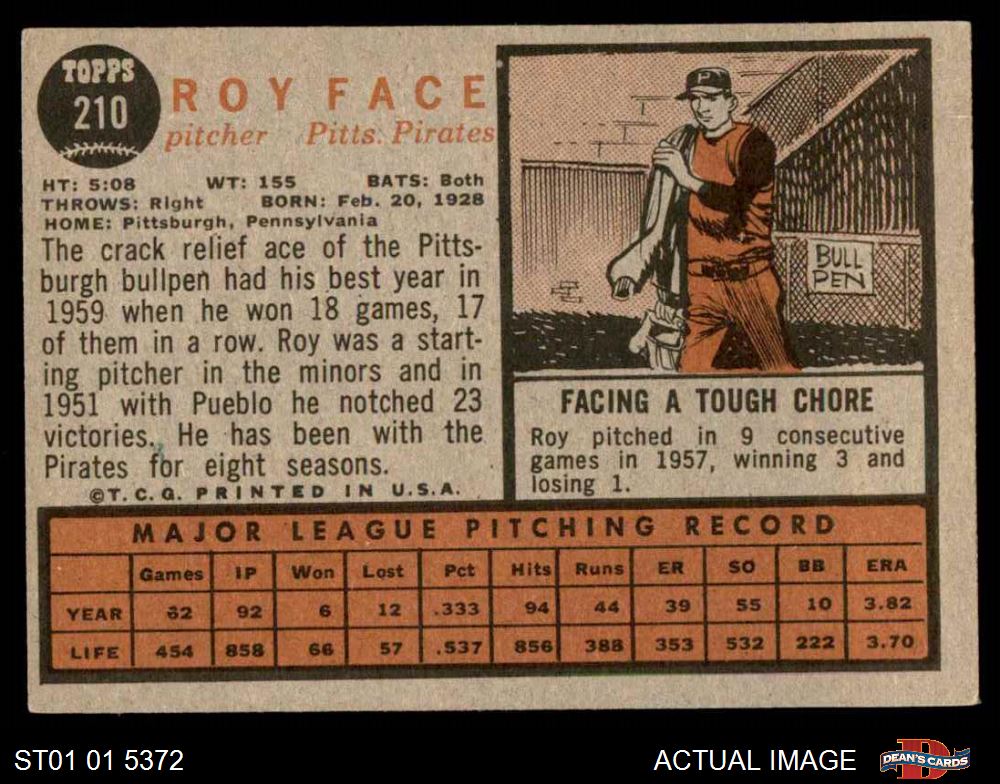 TOPPS
210
ROY FACE
pitcher Pitts. Pirates
HT: 5:08 WT: 155 BATS: Both
THROWS: Right BORN: Feb. 20, 1928
HOME: Pittsburgh, Pennsylvania
The crack relief ace of the Pitts-
burgh bullpen had his best year in
1959 when he won 18 games, 17
of them in a row. Roy was a start-
ing pitcher in the minors and in
1951 with Pueblo he notched 23
victories. He has been with the
Pirates for eight seasons.
©T. C. G. PRINTED IN U.S.A.
P
BULL
PEN
FACING A TOUGH CHORE
Roy pitched in 9 consecutive
games in 1957, winning 3 and
losing 1.
MAJOR LEAGUE PITCHING RECORD
Games IP Won Lost Pct Hits Runs ER SO BB ERA
YEAR 62 92 6 12 .333 94 44 39 55 10 3.82
LIFE 454 858 66 57 .537 856 388 353 532 222 3.70
ST01 01 5372
ACTUAL IMAGE
D
DEAN'S CARDS